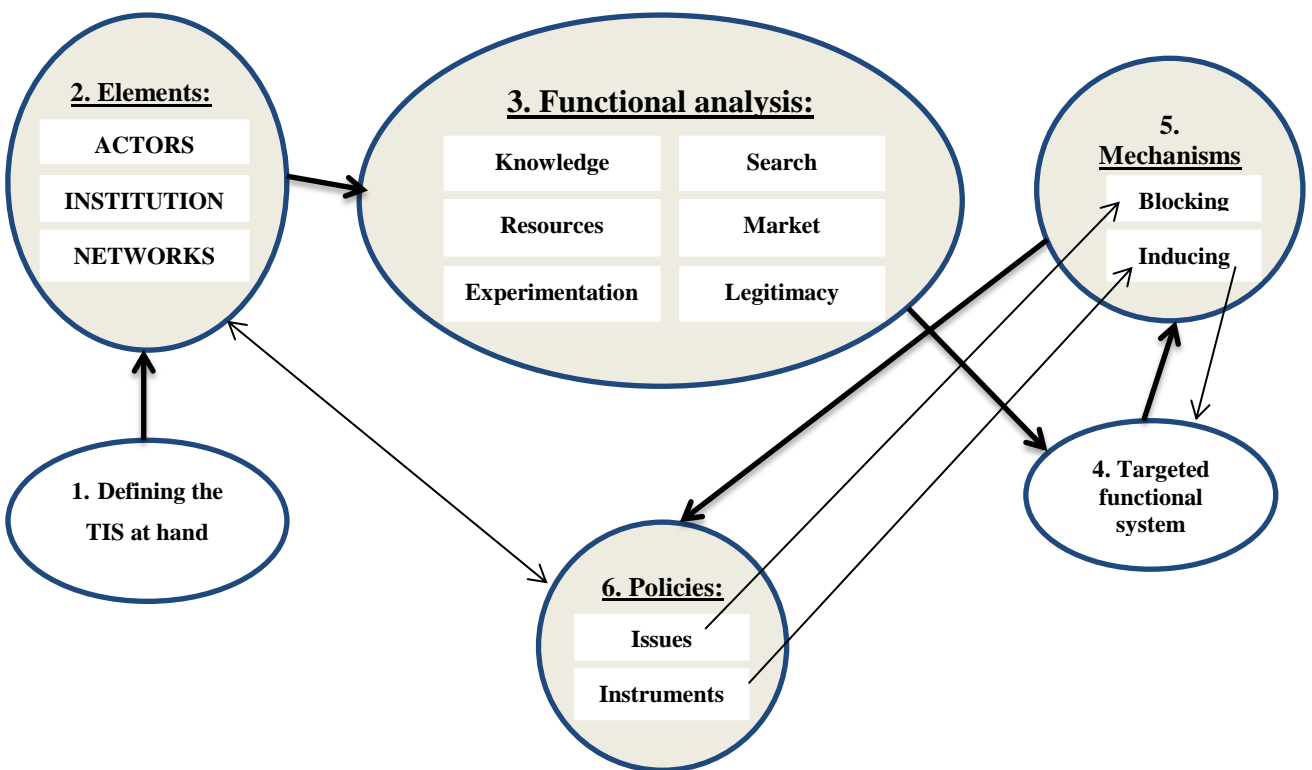 1. Defining the
TIS at hand
2. Elements:
ACTORS
INSTITUTION
NETWORKS
3. Functional analysis:
Knowledge
Search
Resources
Market
Experimentation
Legitimacy
4. Targeted
functional
system
5.
Mechanisms
Blocking
Inducing
6. Policies:
Issues
Instruments